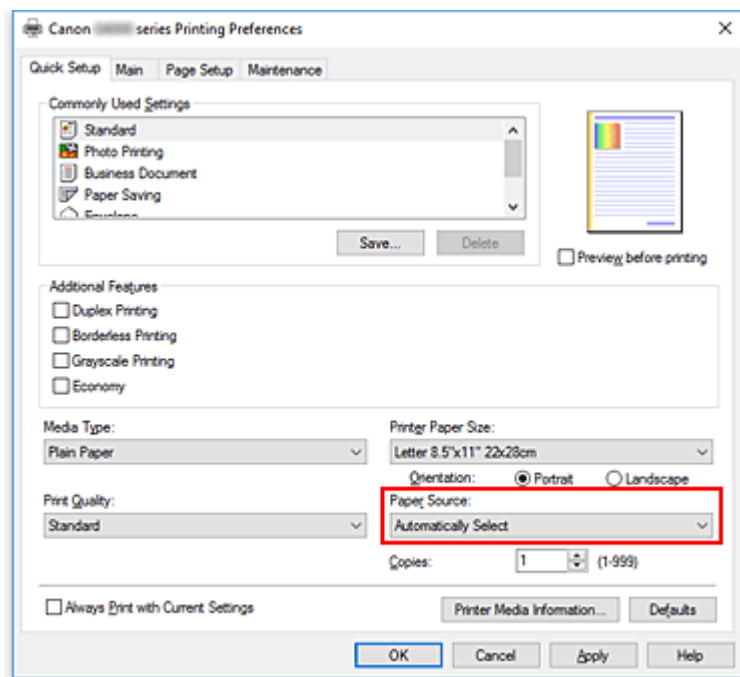 Canon series Printing Preferences
Quick Setup Main Page Setup Maintenance
Commonly Used Settings
Standard
Photo Printing
Business Document
Paper Saving
Envelope
Save... Delete
Preview before printing
Additional Features
Duplex Printing
Borderless Printing
Grayscale Printing
Economy
Media Type: Printer Paper Size:
Plain Paper Letter 8.5"x11" 22x28cm
Orientation: Portrait Landscape
Print Quality: Paper Source:
Standard Automatically Select
Copies: 1 (1-999)
Always Print with Current Settings Printer Media Information... Defaults
OK Cancel Apply Help